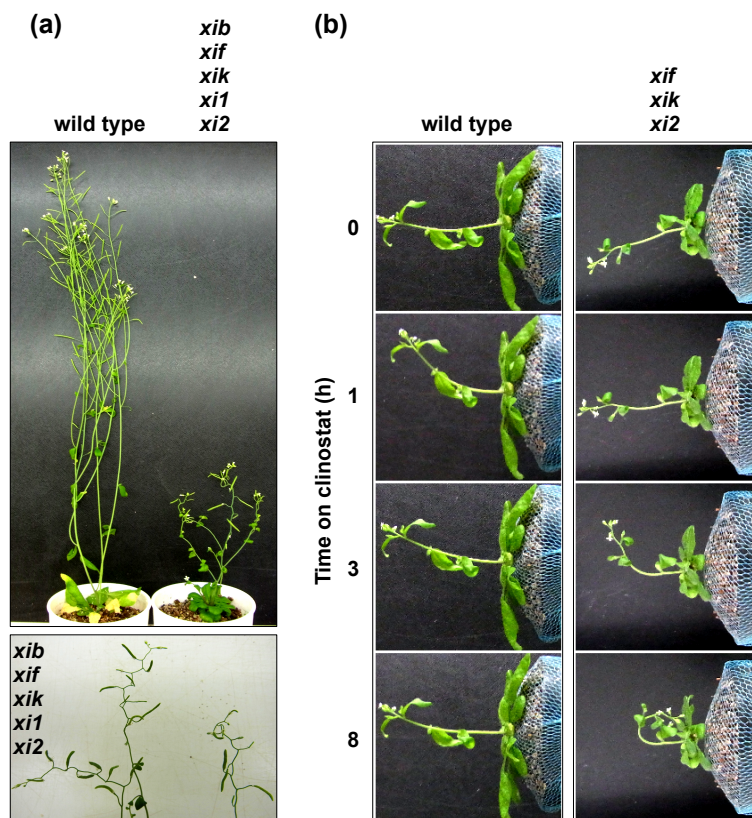 (a)
xib
xif
xik
xi1
xi2
wild type
xib
xif
xik
xi1
xi2
(b)
xif
xik
xi2
wild type
Time on clinostat (h)
0
1
3
8